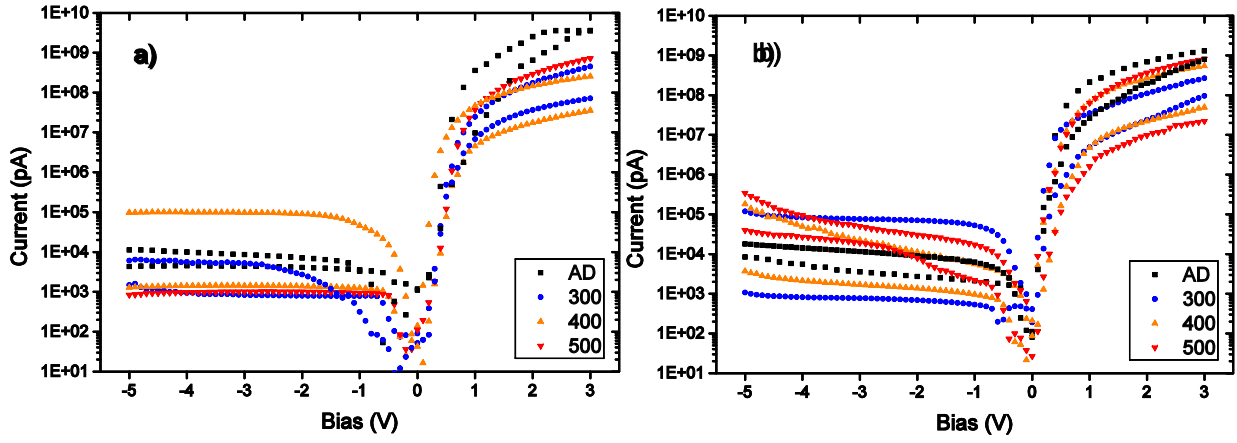 a)
1E+10
1E+09
1E+08
1E+07
1E+06
1E+05
1E+04
1E+03
1E+02
1E+01
Current (pA)
-5 -4 -3 -2 -1 0 1 2 3
Bias (V)
AD
300
400
500
b)
1E+10
1E+09
1E+08
1E+07
1E+06
1E+05
1E+04
1E+03
1E+02
1E+01
Current (pA)
-5 -4 -3 -2 -1 0 1 2 3
Bias (V)
AD
300
400
500